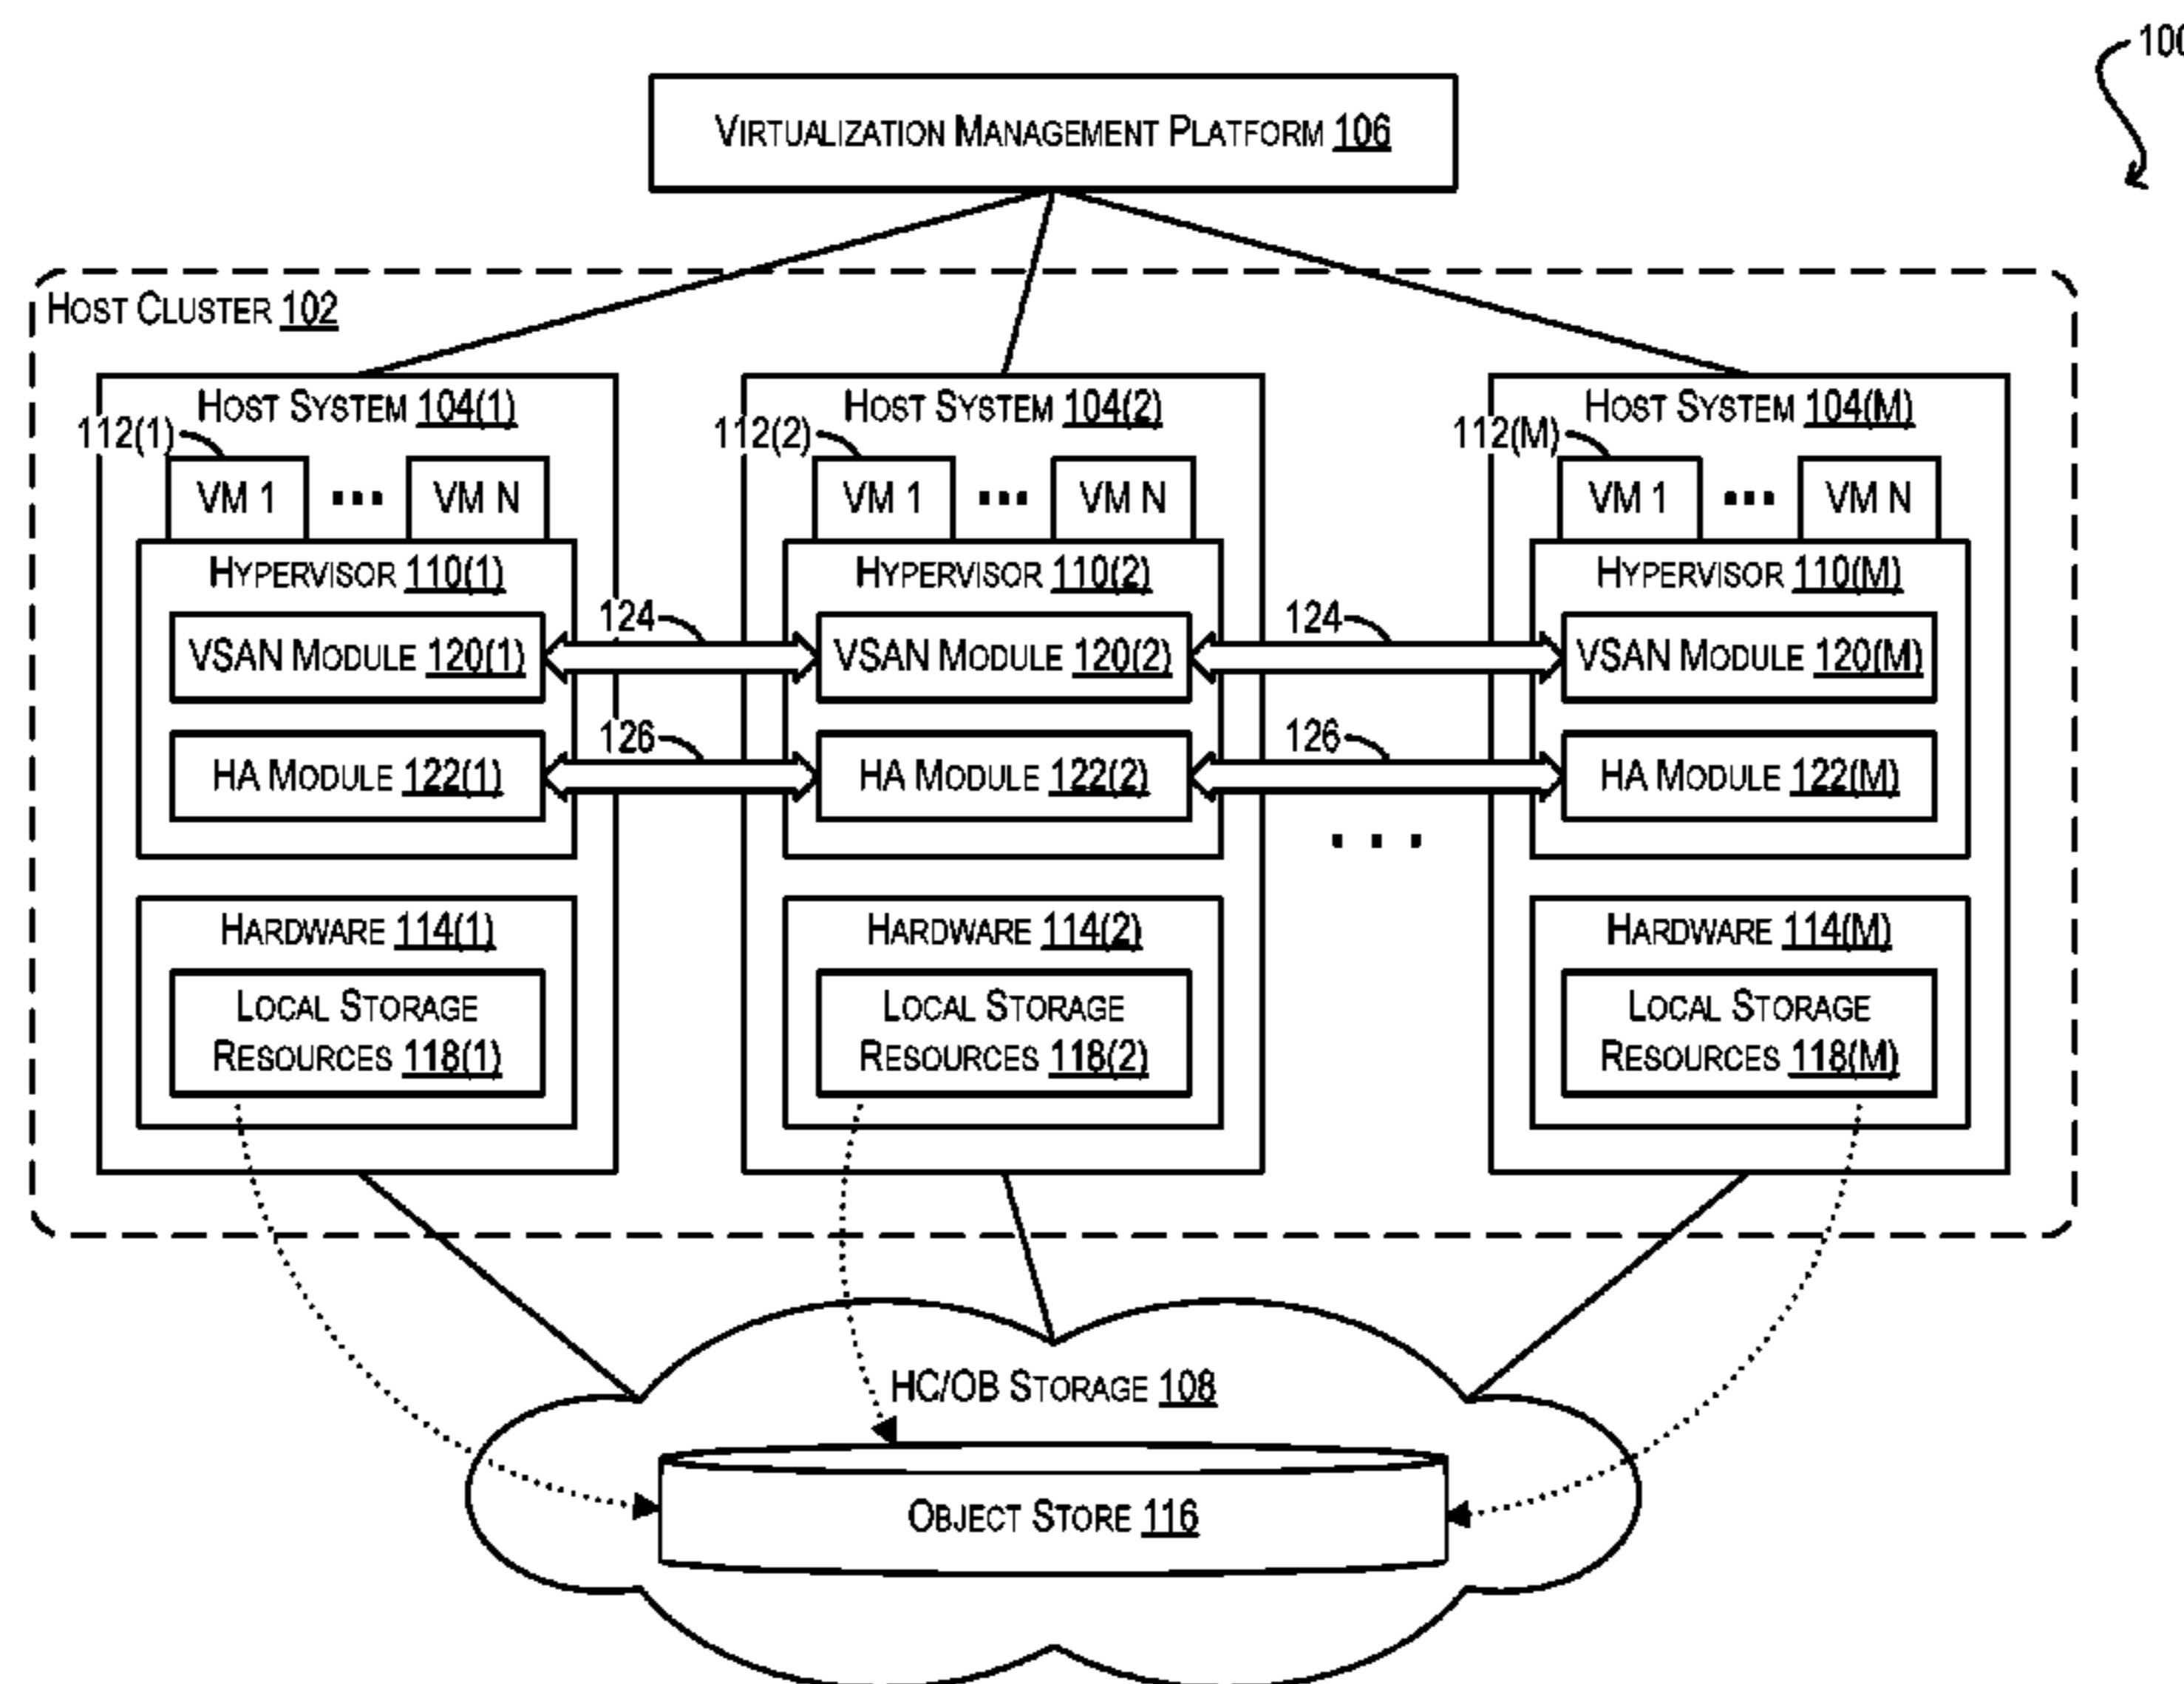 100
VIRTUALIZATION MANAGEMENT PLATFORM 106
HOST CLUSTER 102
HOST SYSTEM 104(1)
112(1)
VM 1
...
VM N
HYPERVISOR 110(1)
VSAN MODULE 120(1)
HA MODULE 122(1)
HARDWARE 114(1)
LOCAL STORAGE
RESOURCES 118(1)
124
126
HOST SYSTEM 104(2)
112(2)
VM 1
...
VM N
HYPERVISOR 110(2)
VSAN MODULE 120(2)
HA MODULE 122(2)
HARDWARE 114(2)
LOCAL STORAGE
RESOURCES 118(2)
124
126
...
HOST SYSTEM 104(M)
112(M)
VM 1
...
VM N
HYPERVISOR 110(M)
VSAN MODULE 120(M)
HA MODULE 122(M)
HARDWARE 114(M)
LOCAL STORAGE
RESOURCES 118(M)
HC/OB STORAGE 108
OBJECT STORE 116